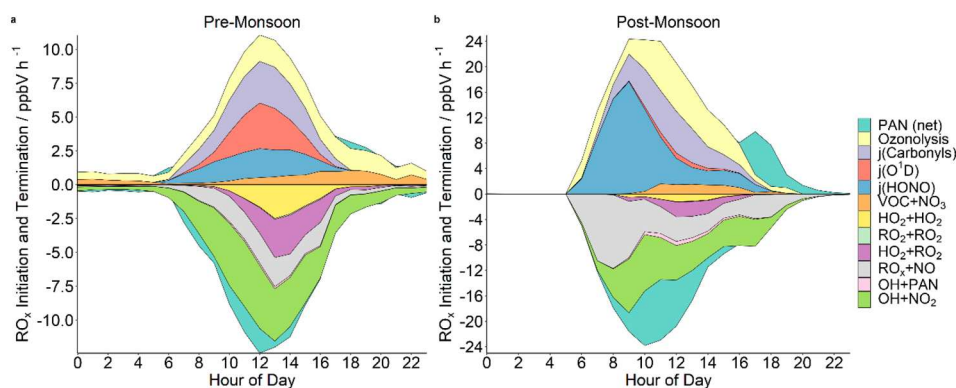 a
Pre-Monsoon
ROₓ Initiation and Termination / ppbV h ⁻¹
10.0
7.5
5.0
2.5
0.0
-2.5
-5.0
-7.5
-10.0
0 2 4 6 8 10 12 14 16 18 20 22
Hour of Day
b
Post-Monsoon
ROₓ Initiation and Termination / ppbV h ⁻¹
24
20
16
12
8
4
0
-4
-8
-12
-16
-20
-24
0 2 4 6 8 10 12 14 16 18 20 22
Hour of Day
PAN (net)
Ozonolysis
j(Carbonyls)
j(O¹D)
j(HONO)
VOC+NO₃
HO₂+HO₂
RO₂+RO₂
HO₂+RO₂
ROₓ+NO
OH+PAN
OH+NO₂